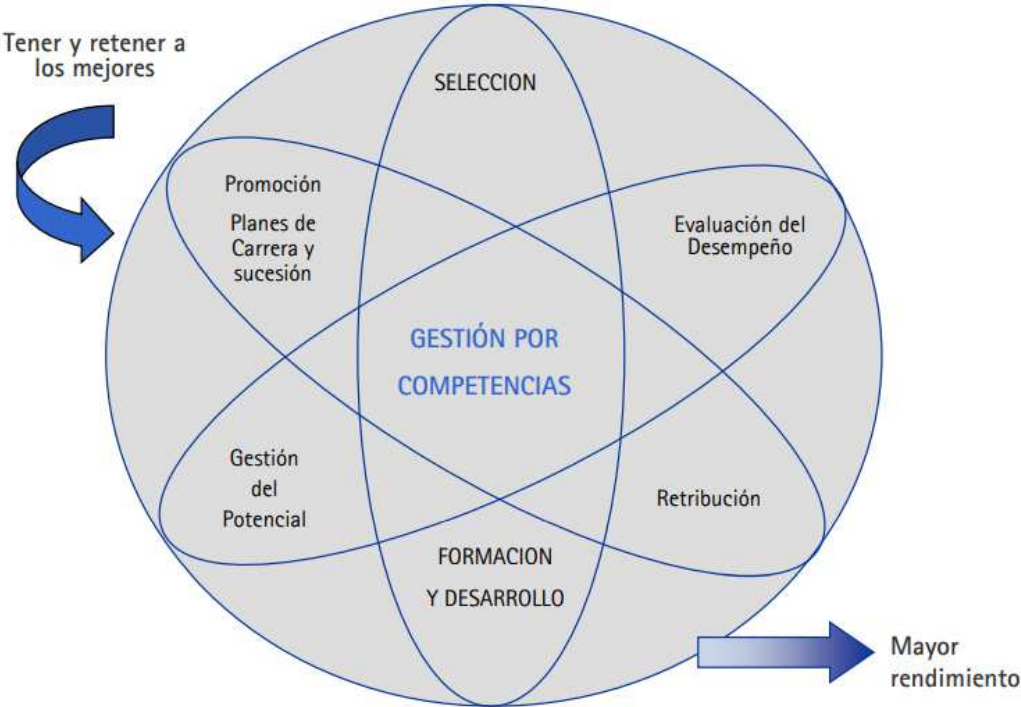 Tener y retener a
los mejores
SELECCION
Promoción
Planes de
Carrera y
sucesión
Evaluación del
Desempeño
GESTIÓN POR
COMPETENCIAS
Gestión
del
Potencial
Retribución
FORMACION
Y DESARROLLO
Mayor
rendimiento